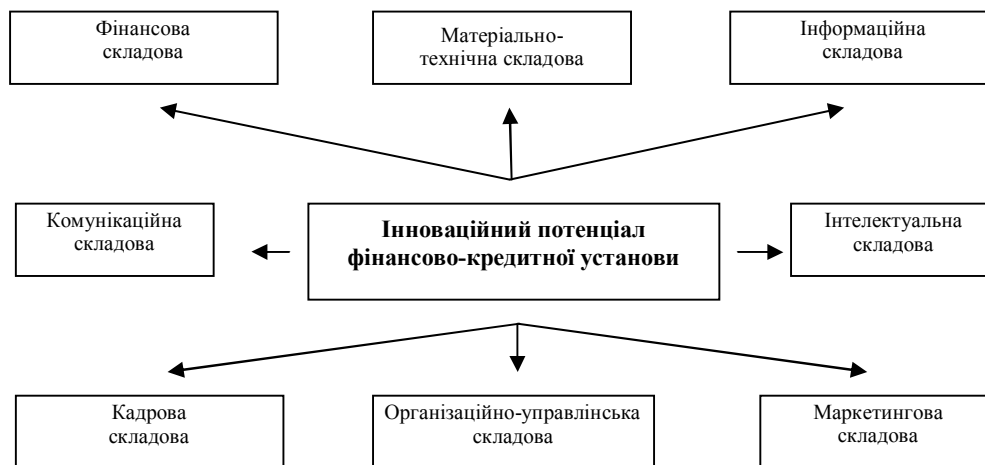 Фінансова
складова
Матеріально-
технічна складова
Інформаційна
складова
Комунікаційна
складова
Інноваційний потенціал
фінансово-кредитної установи
Інтелектуальна
складова
Кадрова
складова
Організаційно-управлінська
складова
Маркетингова
складова